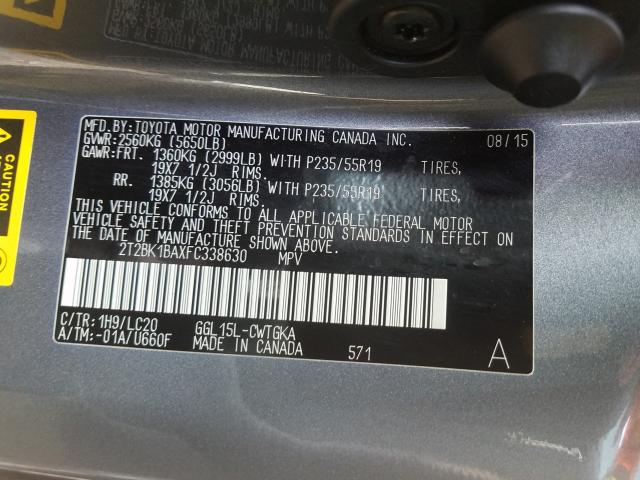 MFD.BY:TOYOTA MOTOR MANUFACTURING CANADA INC. 08/15
GVWR:2560KG (5650LB)
GAWR:FRT. 1360KG (2999LB) WITH P235/55R19 TIRES,
19X7 1/2J RIMS.
RR. 1385KG (3056LB) WITH P235/55R19 TIRES,
19X7 1/2J RIMS.
THIS VEHICLE CONFORMS TO ALL APPLICABLE FEDERAL MOTOR
VEHICLE SAFETY AND THEFT PREVENTION STANDARDS IN EFFECT
ON THE DATE OF MANUFACTURE SHOWN ABOVE.
2T2BK1BAXFC338630 MPV
C/TR: 1H9/LC20 GGL15L-CWTGKA
A/TM:-01A/U660F MADE IN CANADA 571 A
CAUTION